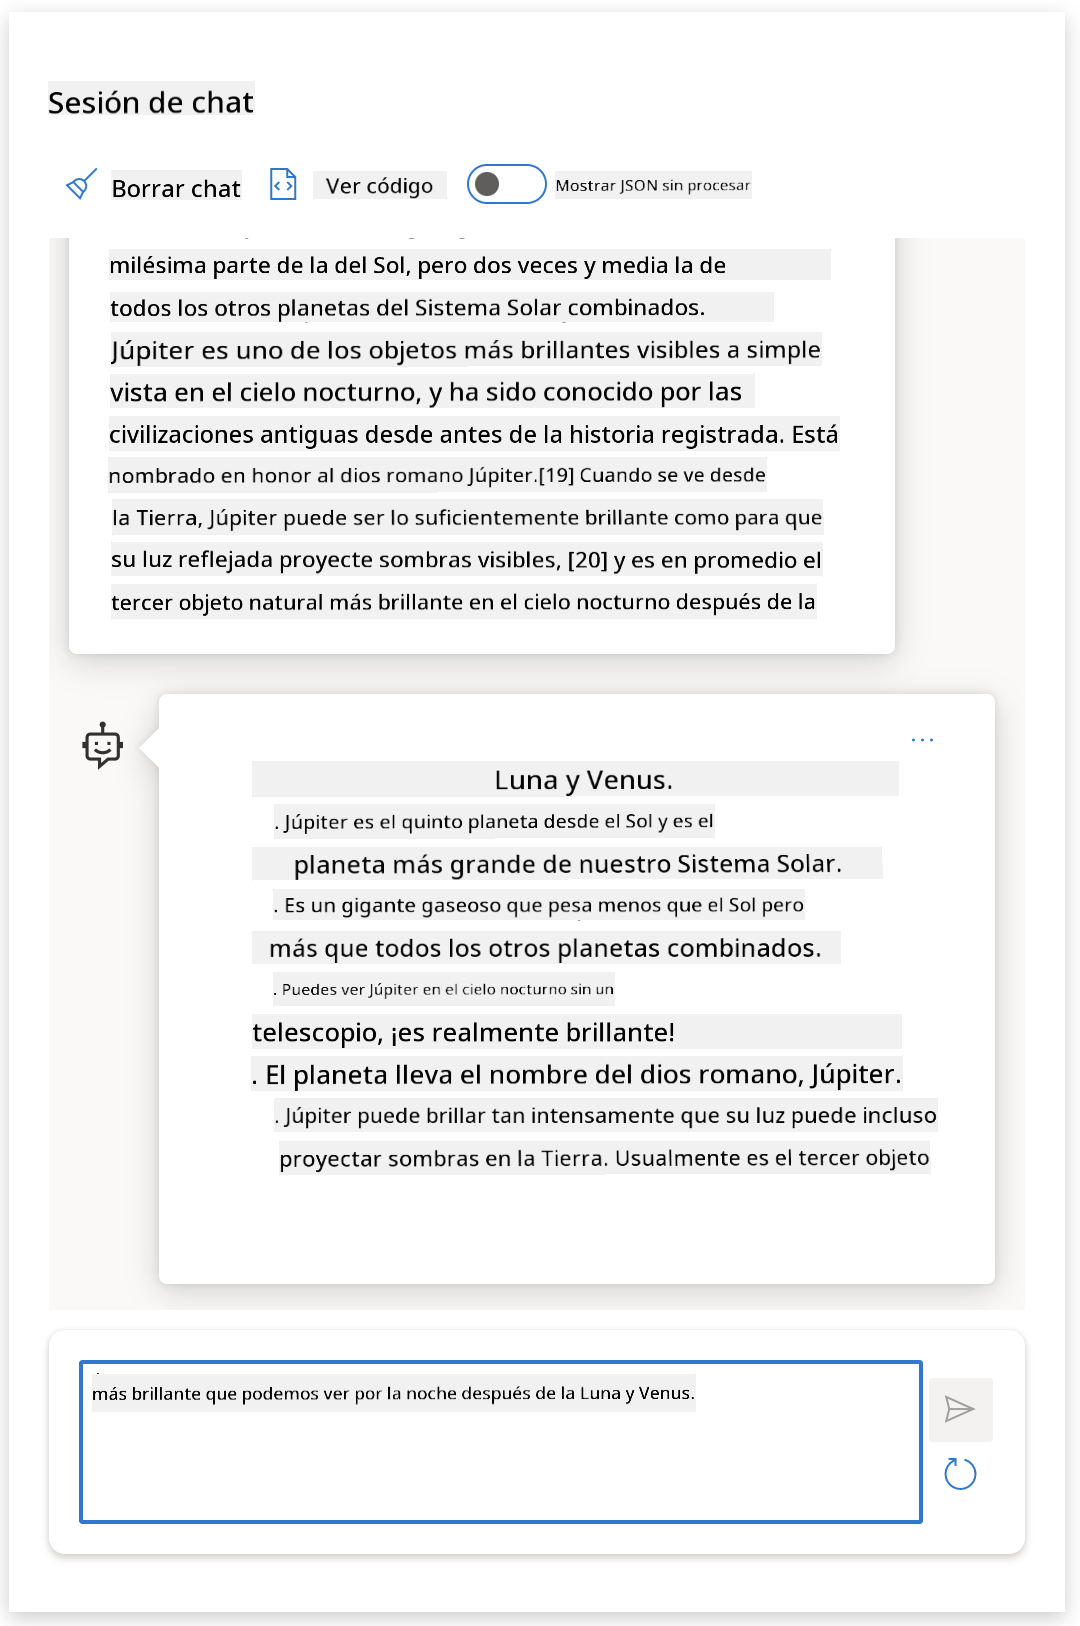 Sesión de chat
Borrar chat
Ver código
Mostrar JSON sin procesar
milésima parte de la del Sol, pero dos veces y media la de
todos los otros planetas del Sistema Solar combinados.
Júpiter es uno de los objetos más brillantes visibles a simple
vista en el cielo nocturno, y ha sido conocido por las
civilizaciones antiguas desde antes de la historia registrada. Está
nombrado en honor al dios romano Júpiter.[19] Cuando se ve desde
la Tierra, Júpiter puede ser lo suficientemente brillante como para que
su luz reflejada proyecte sombras visibles, [20] y es en promedio el
tercer objeto natural más brillante en el cielo nocturno después de la
...
Luna y Venus.
. Júpiter es el quinto planeta desde el Sol y es el
planeta más grande de nuestro Sistema Solar.
. Es un gigante gaseoso que pesa menos que el Sol pero
más que todos los otros planetas combinados.
. Puedes ver Júpiter en el cielo nocturno sin un
telescopio, ¡es realmente brillante!
. El planeta lleva el nombre del dios romano, Júpiter.
. Júpiter puede brillar tan intensamente que su luz puede incluso
proyectar sombras en la Tierra. Usualmente es el tercer objeto
más brillante que podemos ver por la noche después de la Luna y Venus.